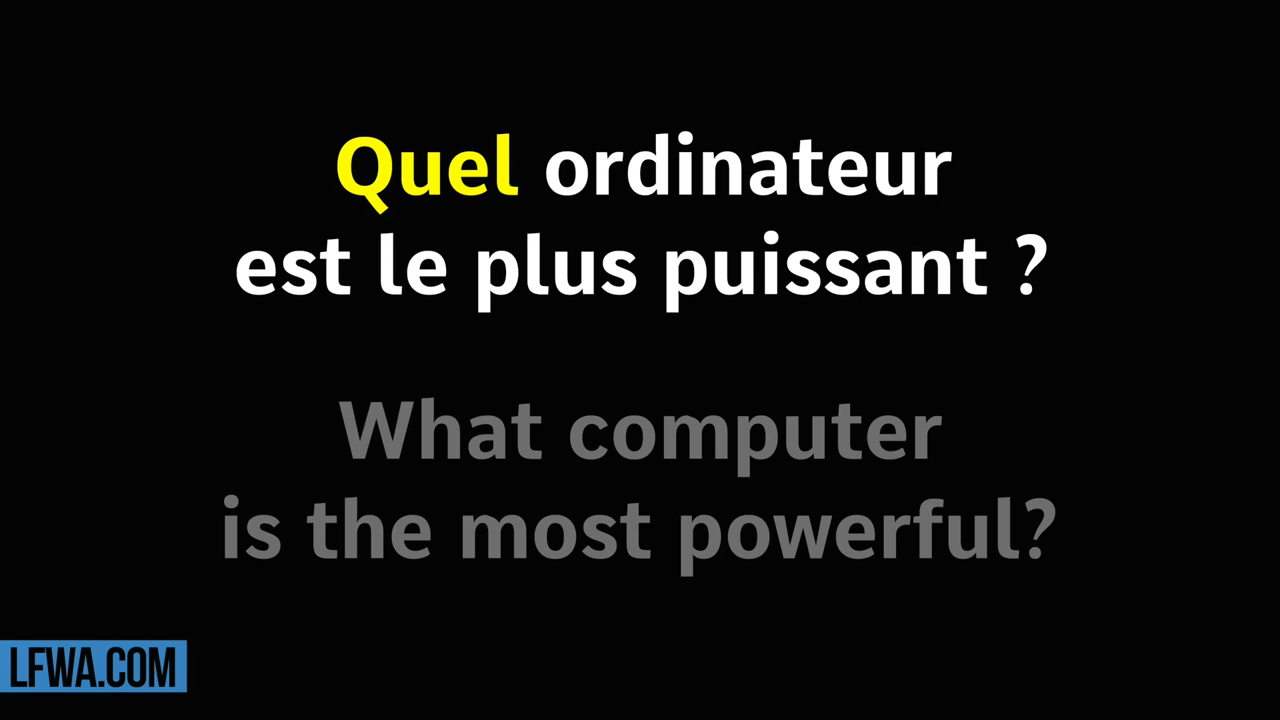 Quel ordinateur
est le plus puissant ?
What computer
is the most powerful?
LFWA.COM